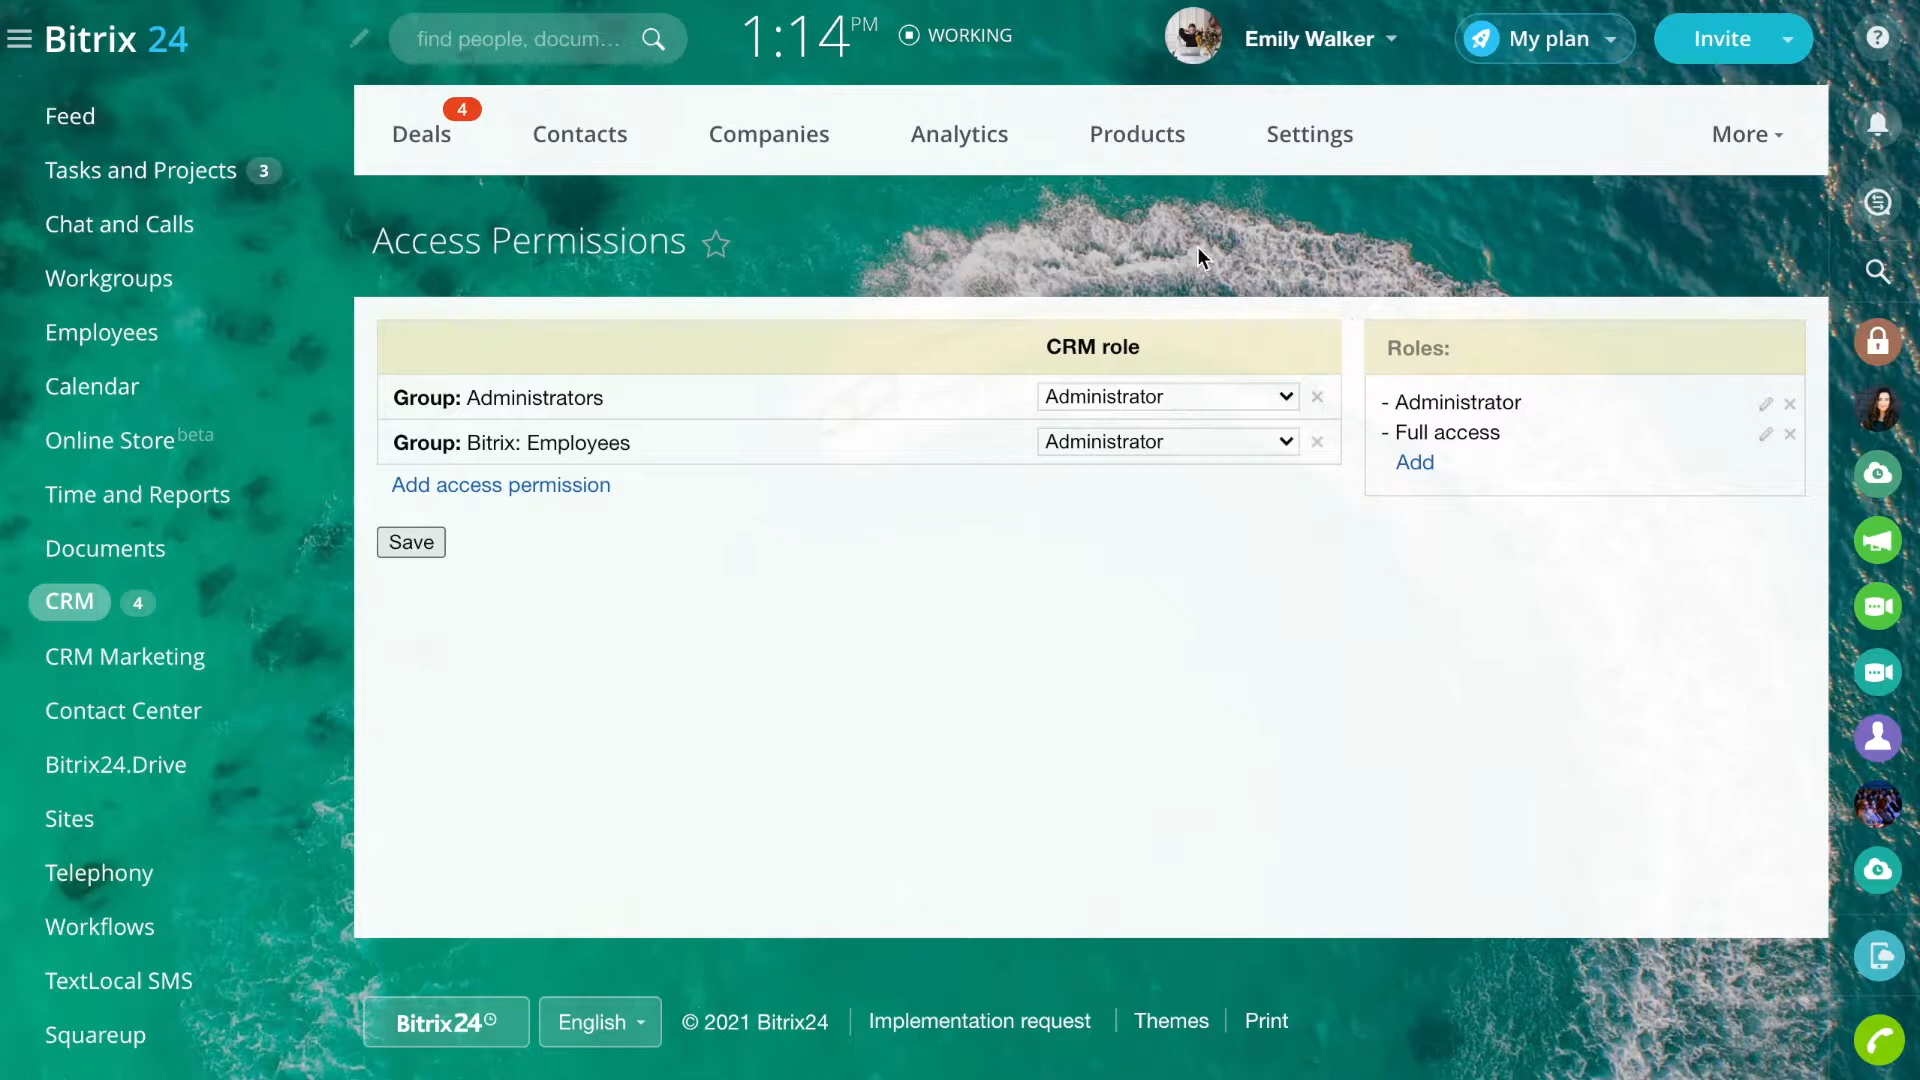 Bitrix 24
find people, docum...
1:14 PM
WORKING
Emily Walker
My plan
Invite
Feed
Tasks and Projects 3
Chat and Calls
Workgroups
Employees
Calendar
Online Store beta
Time and Reports
Documents
CRM 4
CRM Marketing
Contact Center
Bitrix24.Drive
Sites
Telephony
Workflows
TextLocal SMS
Squareup
4
Deals Contacts Companies Analytics Products Settings More
Access Permissions
CRM role
Group: Administrators Administrator
Group: Bitrix: Employees Administrator
Add access permission
Save
Roles:
- Administrator
- Full access
Add
Bitrix24 English © 2021 Bitrix24 Implementation request Themes Print